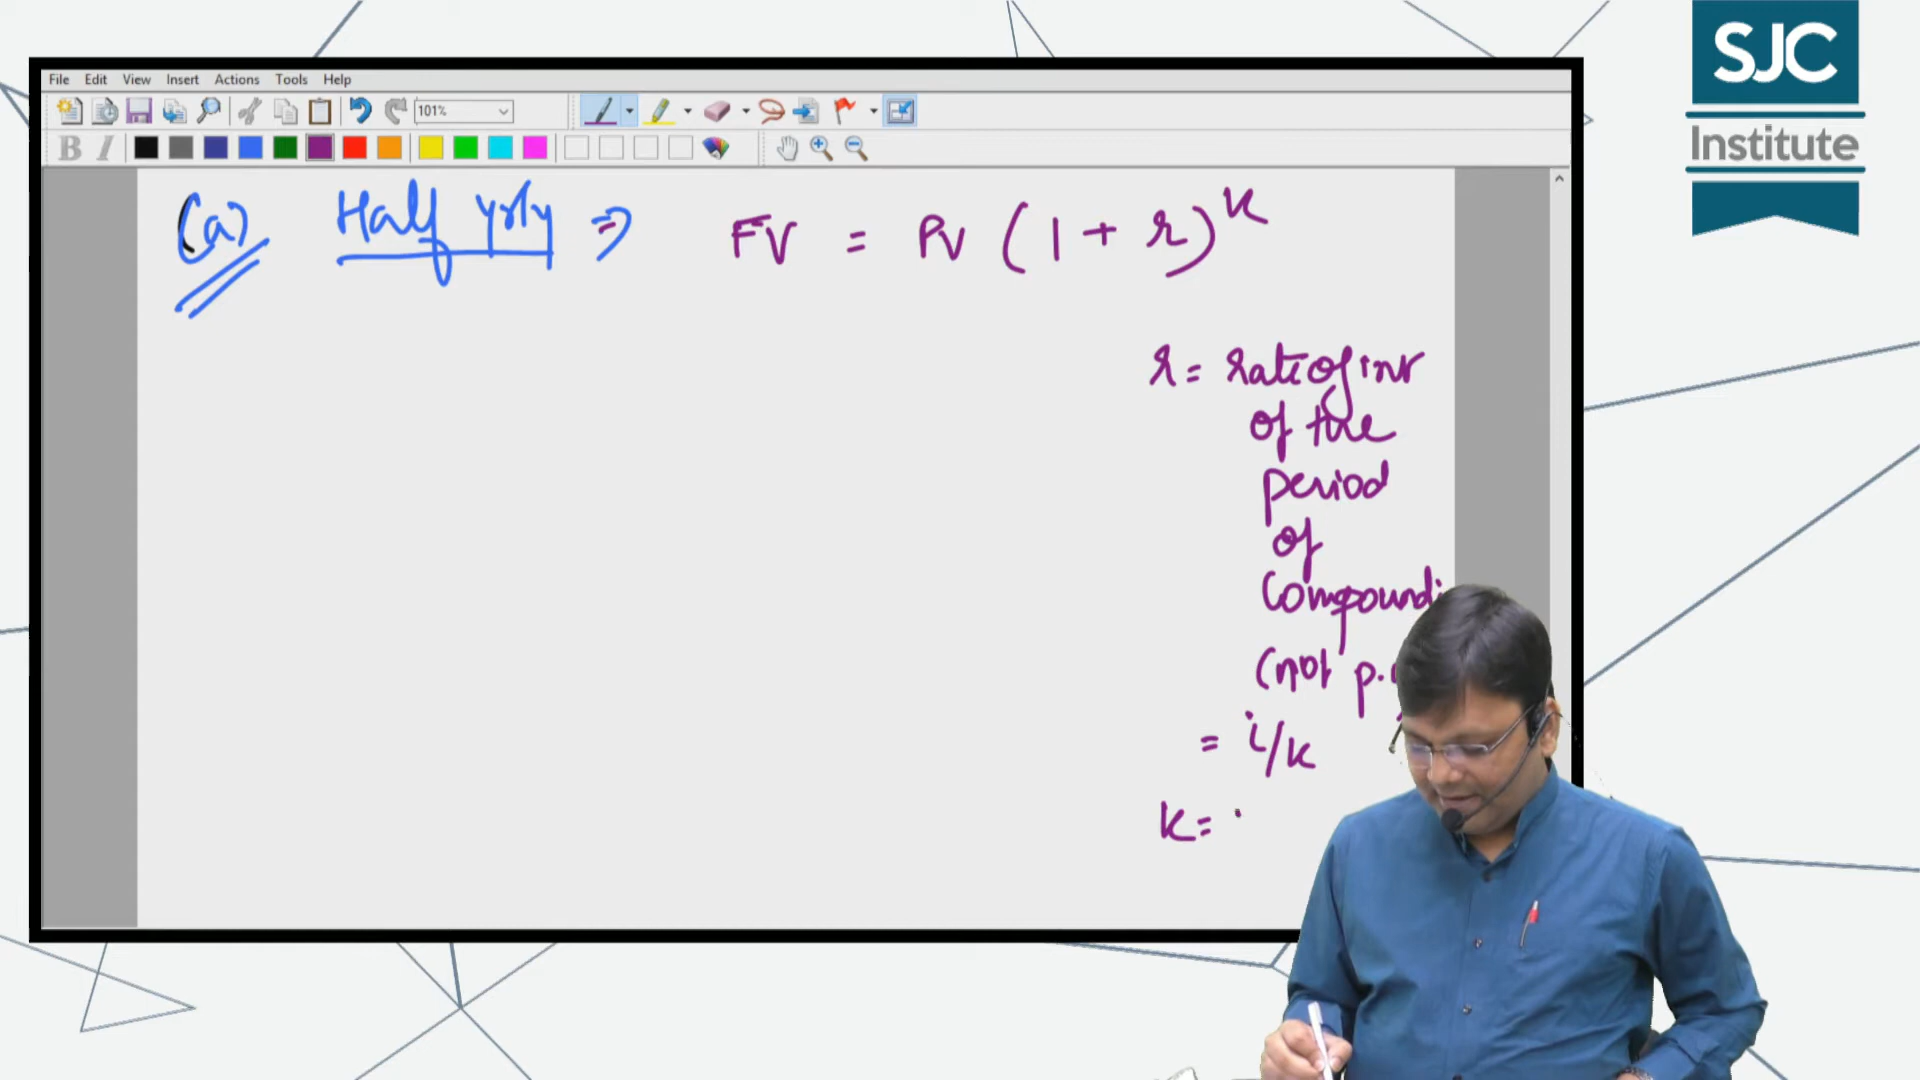 SJC
Institute
File Edit View Insert Actions Tools Help
101%
B I
(a) Half yrly ⇒ FV = PV (1 + r)^k
r = rate of int
of the
period
of
(not
= i/k
k =